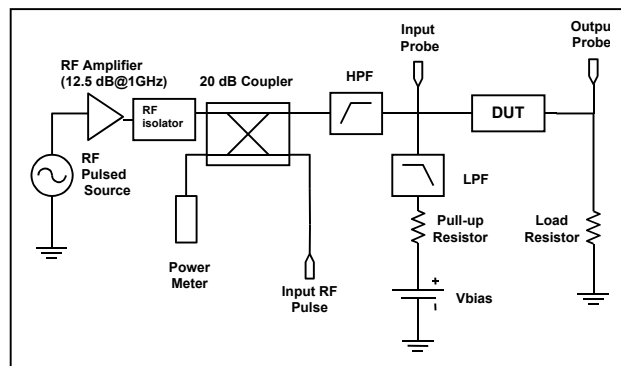 Input
Probe
Output
Probe
RF Amplifier
(12.5 dB@1GHz)
20 dB Coupler
HPF
RF
isolator
DUT
RF
Pulsed
Source
LPF
Pull-up
Resistor
Load
Resistor
Power
Meter
Input RF
Pulse
+
Vbias
-